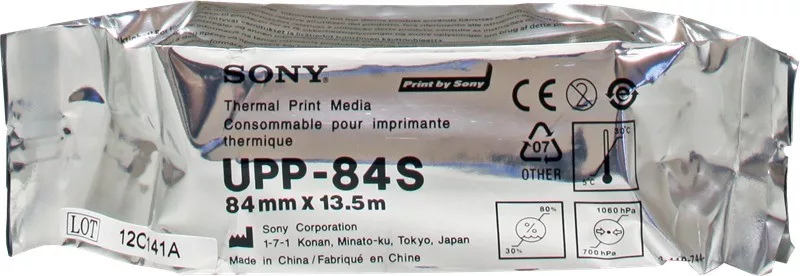 SONY
Print by Sony
Thermal Print Media
Consommable pour imprimante
thermique
UPP-84S
84mm X 13.5m
Sony Corporation
1-7-1 Konan, Minato-ku, Tokyo, Japan
Made in China / Fabriqué en Chine
LOT 12C141A
CE
2
e
07
OTHER
30°C
5°C
80%
%
30%
1060 hPa
700 hPa